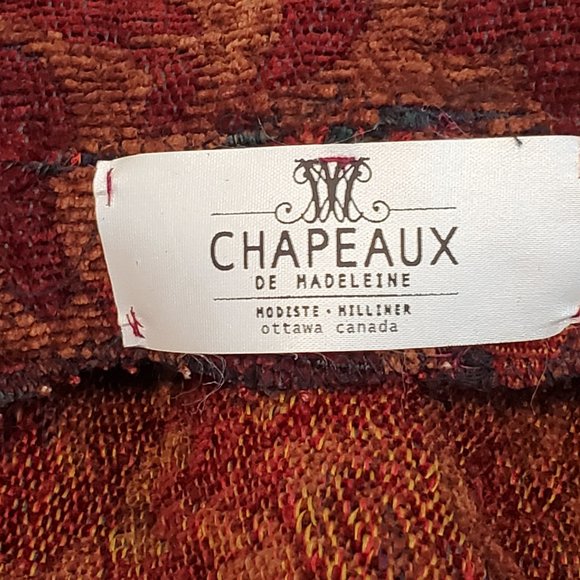 CHAPEAUX
DE MADELEINE
MODISTE • MILLINER
ottawa canada